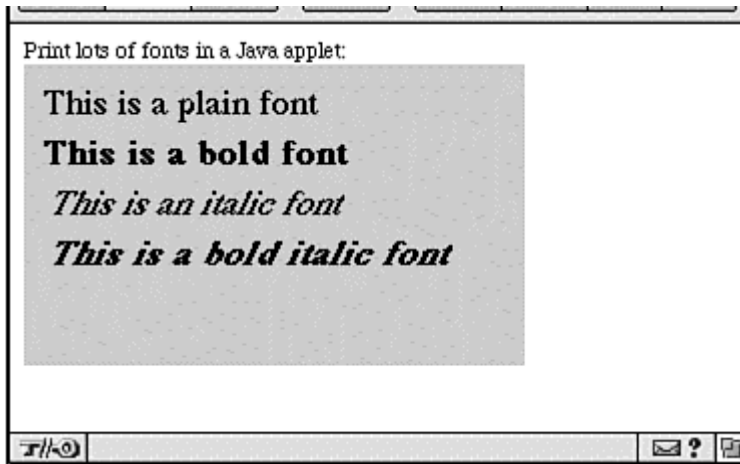 Print lots of fonts in a Java applet:
This is a plain font
This is a bold font
This is an italic font
This is a bold italic font
?